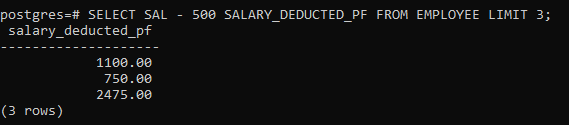 postgres=# SELECT SAL - 500 SALARY_DEDUCTED_PF FROM EMPLOYEE LIMIT 3;
 salary_deducted_pf
--------------------
            1100.00
             750.00
            2475.00
(3 rows)